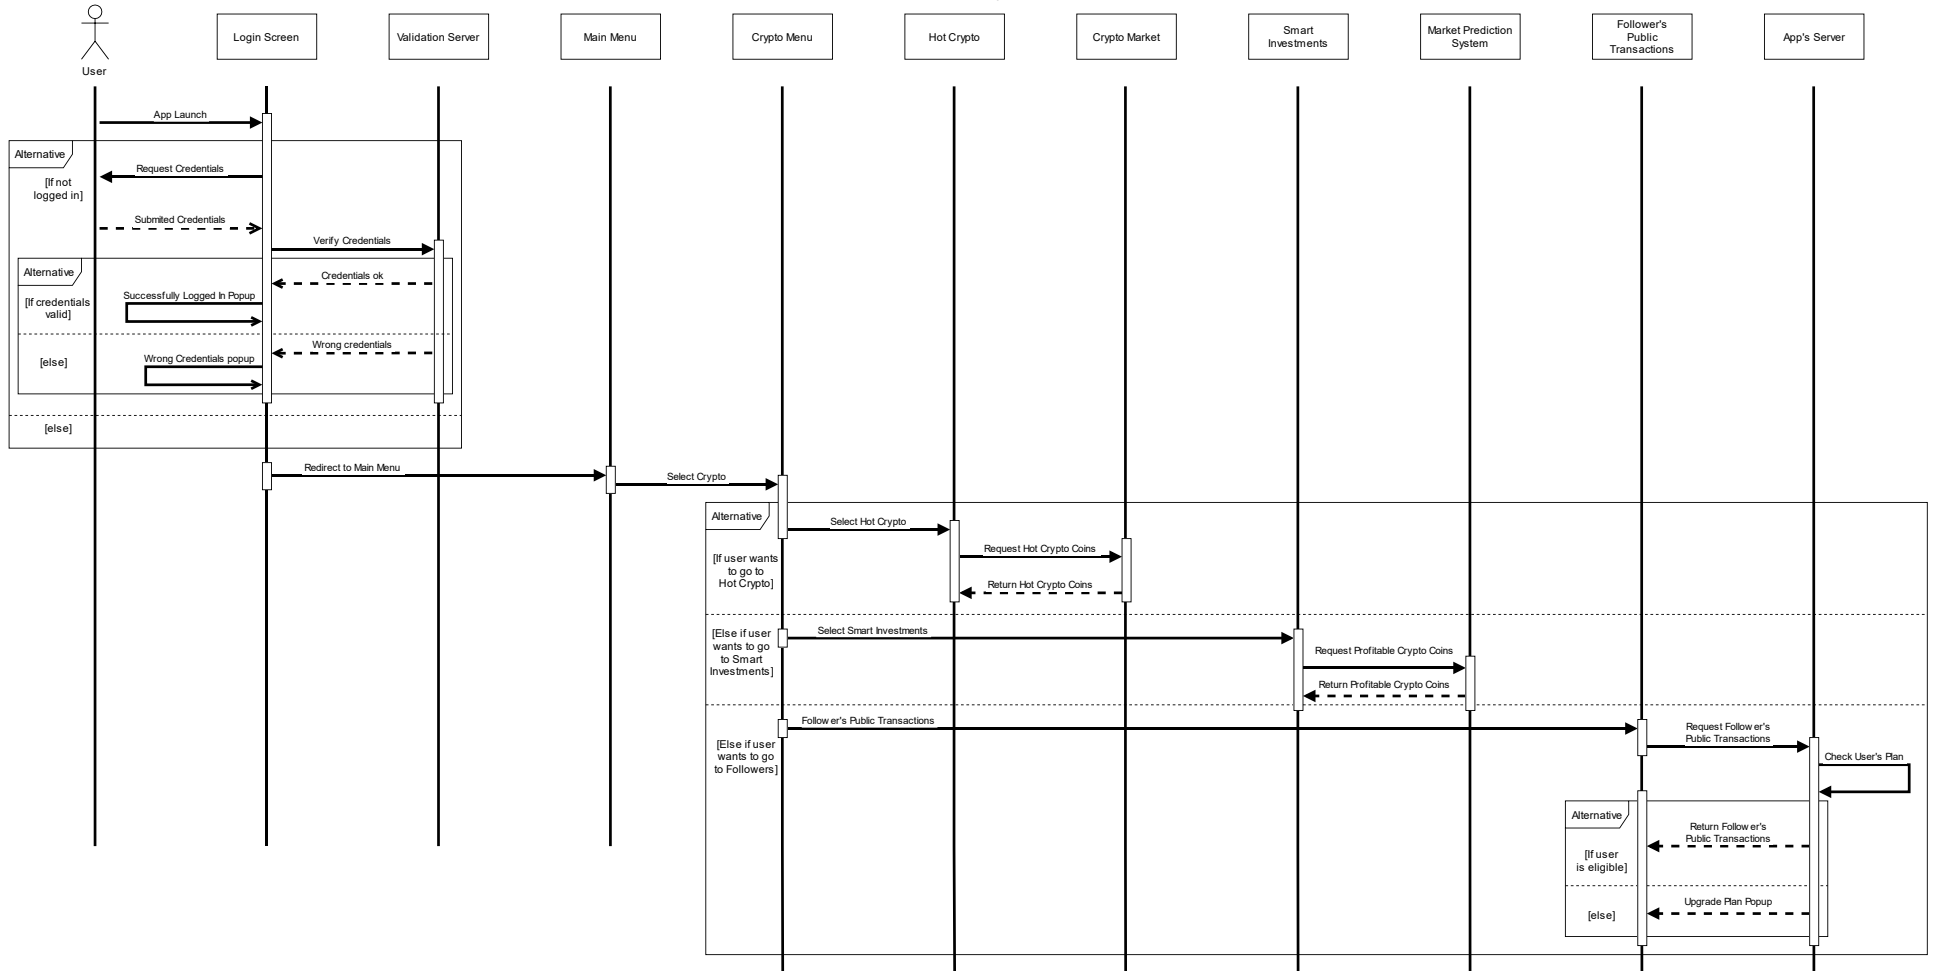 User
Login Screen
Validation Server
Main Menu
Crypto Menu
Hot Crypto
Crypto Market
Smart
Investments
Market Prediction
System
Follower's
Public
Transactions
App's Server
App Launch
Alternative
Request Credentials
[If not
logged in]
Submited Credentials
Verify Credentials
Alternative
Credentials ok
[If credentials
valid]
Successfully Logged In Popup
Wrong credentials
[else]
Wrong Credentials popup
[else]
Redirect to Main Menu
Select Crypto
Alternative
Select Hot Crypto
[If user wants
to go to
Hot Crypto]
Request Hot Crypto Coins
Return Hot Crypto Coins
[Else if user
wants to go
to Smart
Investments]
Select Smart Investments
Request Profitable Crypto Coins
Return Profitable Crypto Coins
Follower's Public Transactions
[Else if user
wants to go
to Followers]
Request Follower's
Public Transactions
Check User's Plan
Alternative
Return Follower's
Public Transactions
[If user
is eligible]
Upgrade Plan Popup
[else]